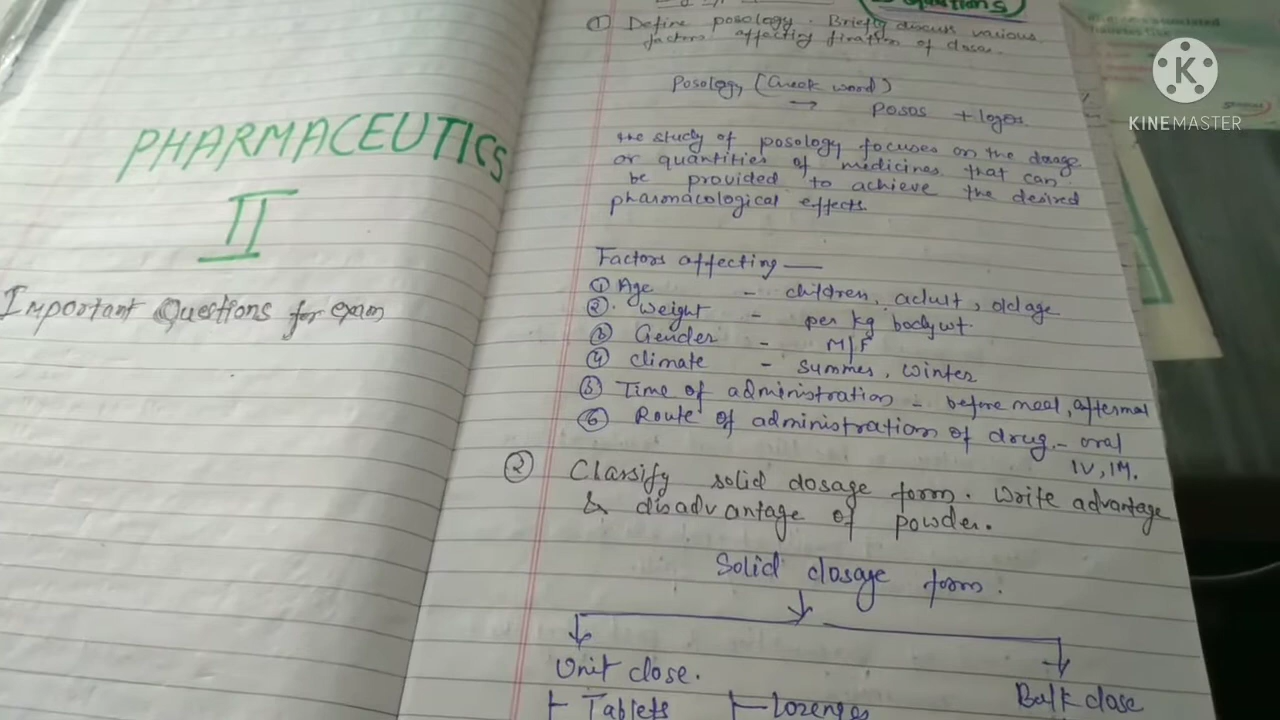 PHARMACEUTICS
II
Important Questions for exam
Questions
① Define posology. Briefly discuss various
factors affecting fixation of dose.
Posology (Greek word)
→ Posos + logos
the study of posology focuses on the dosage
or quantities of medicines that can
be provided to achieve the desired
pharmacological effects
Factors affecting —
① Age - children, adult, old age
②. Weight - per kg body wt.
③ Gender - M/F
④ climate - summer, winter
⑤ Time of administration - before meal, aftermeal
⑥ Route of administration of drug - oral
IV, IM.
② Classify solid dosage form. Write advantage
& disadvantage of powder.
Solid dosage form.
Unit dose.
Bulk dose
Tablets
Lozenges
KINEMASTER